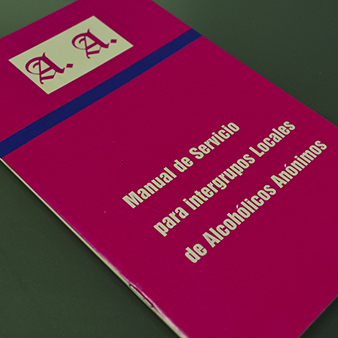 A. A.
Manual de Servicio
para intergrupos Locales
de Alcohólicos Anónimos